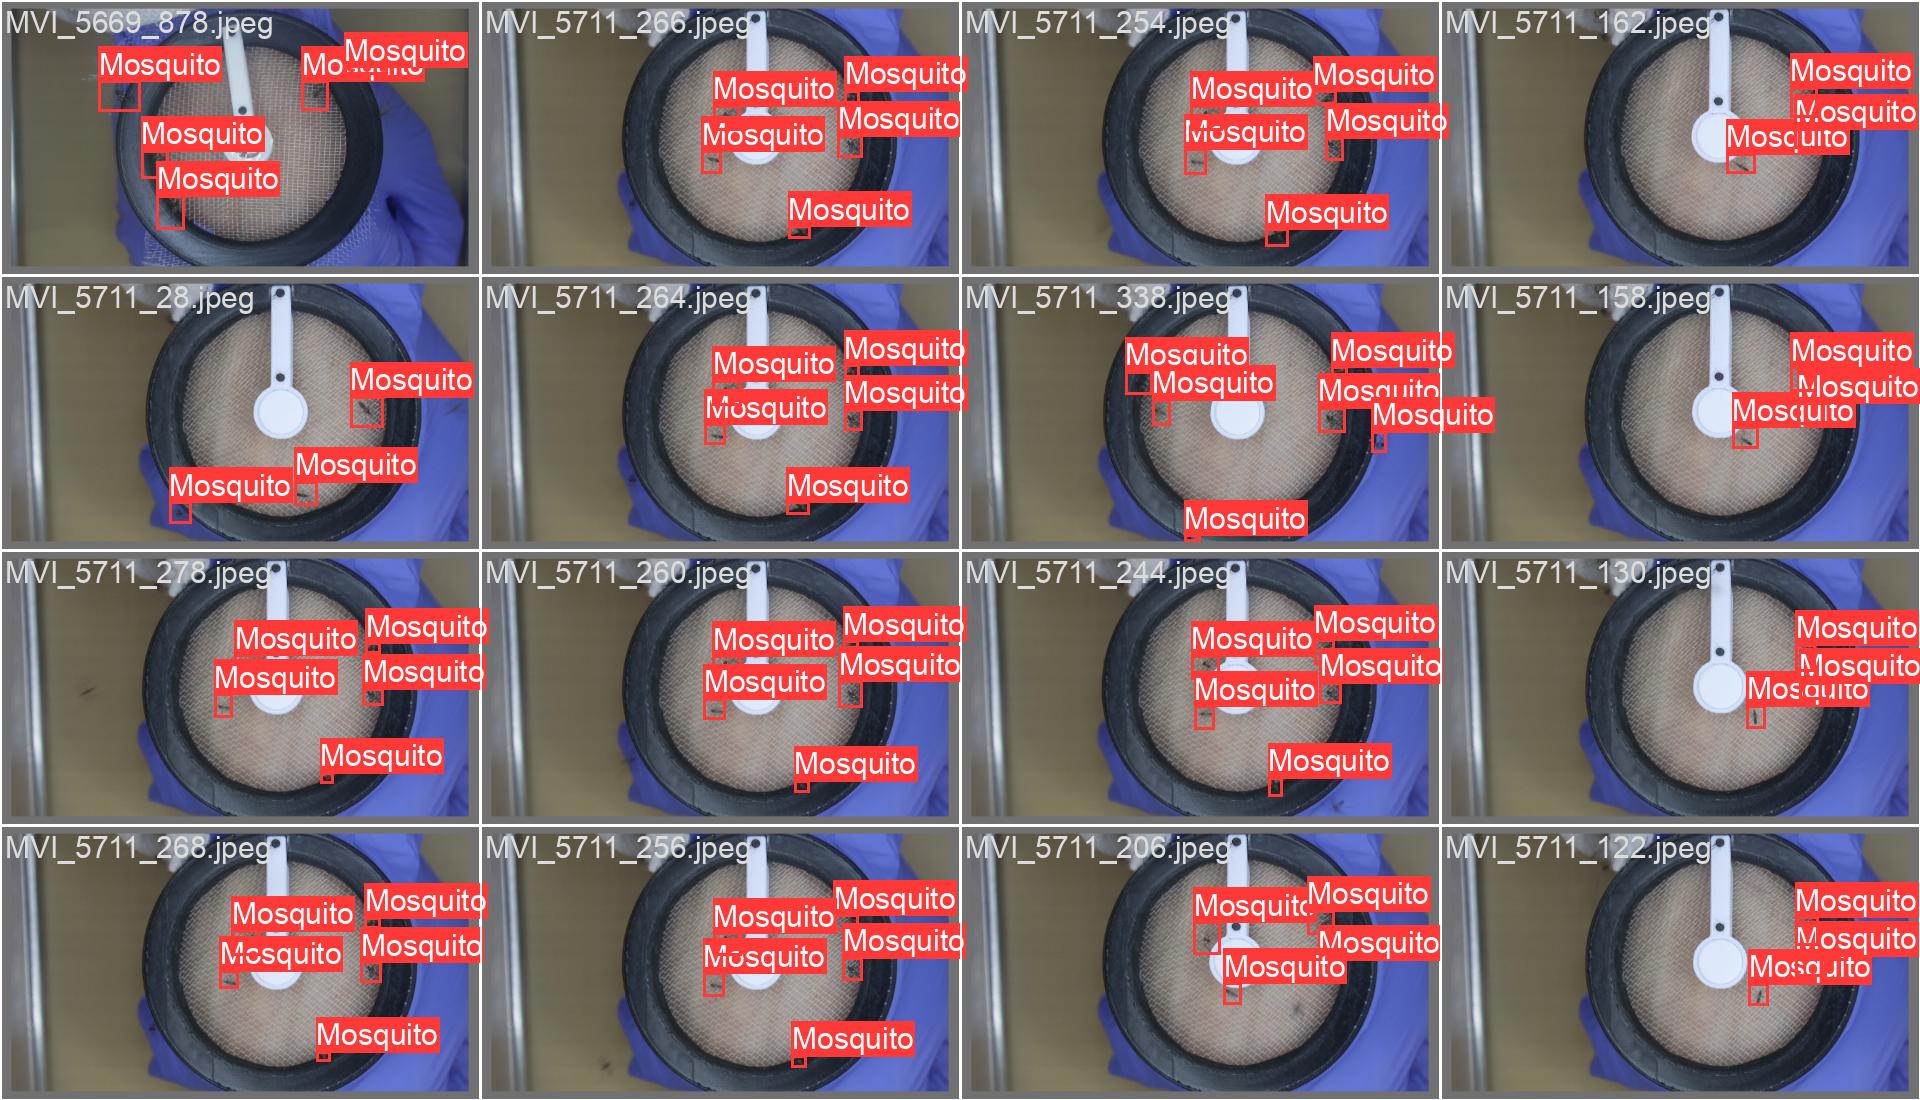 MVI_5669_878.jpeg
Mosquito
Mosquito
Mosquito
Mosquito
Mosquito
MVI_5711_266.jpeg
Mosquito
Mosquito
Mosquito
Mosquito
Mosquito
MVI_5711_254.jpeg
Mosquito
Mosquito
Mosquito
Mosquito
Mosquito
MVI_5711_162.jpeg
Mosquito
Mosquito
Mosquito
MVI_5711_28.jpeg
Mosquito
Mosquito
Mosquito
MVI_5711_264.jpeg
Mosquito
Mosquito
Mosquito
Mosquito
Mosquito
MVI_5711_338.jpeg
Mosquito
Mosquito
Mosquito
Mosquito
Mosquito
Mosquito
MVI_5711_158.jpeg
Mosquito
Mosquito
Mosquito
MVI_5711_278.jpeg
Mosquito
Mosquito
Mosquito
Mosquito
Mosquito
MVI_5711_260.jpeg
Mosquito
Mosquito
Mosquito
Mosquito
Mosquito
MVI_5711_244.jpeg
Mosquito
Mosquito
Mosquito
Mosquito
Mosquito
MVI_5711_130.jpeg
Mosquito
Mosquito
Mosquito
MVI_5711_268.jpeg
Mosquito
Mosquito
Mosquito
Mosquito
Mosquito
MVI_5711_256.jpeg
Mosquito
Mosquito
Mosquito
Mosquito
Mosquito
MVI_5711_206.jpeg
Mosquito
Mosquito
Mosquito
Mosquito
MVI_5711_122.jpeg
Mosquito
Mosquito
Mosquito